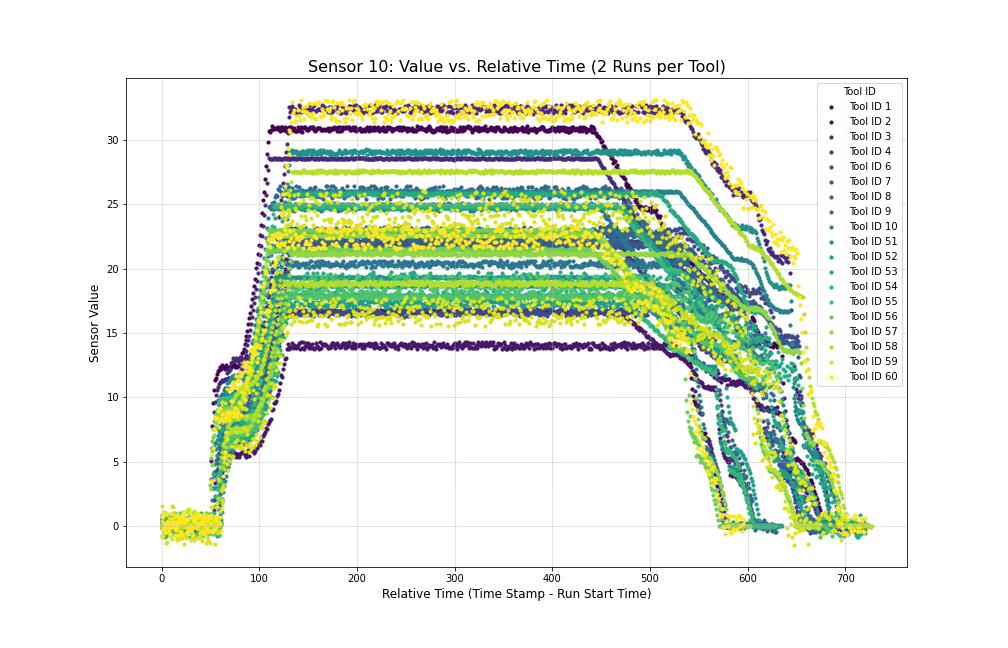 Sensor 10: Value vs. Relative Time (2 Runs per Tool)
Tool ID
Tool ID 1
Tool ID 2
Tool ID 3
Tool ID 4
Tool ID 6
Tool ID 7
Tool ID 8
Tool ID 9
Tool ID 10
Tool ID 51
Tool ID 52
Tool ID 53
Tool ID 54
Tool ID 55
Tool ID 56
Tool ID 57
Tool ID 58
Tool ID 59
Tool ID 60
Sensor Value
30
25
20
15
10
5
0
0 100 200 300 400 500 600 700
Relative Time (Time Stamp - Run Start Time)